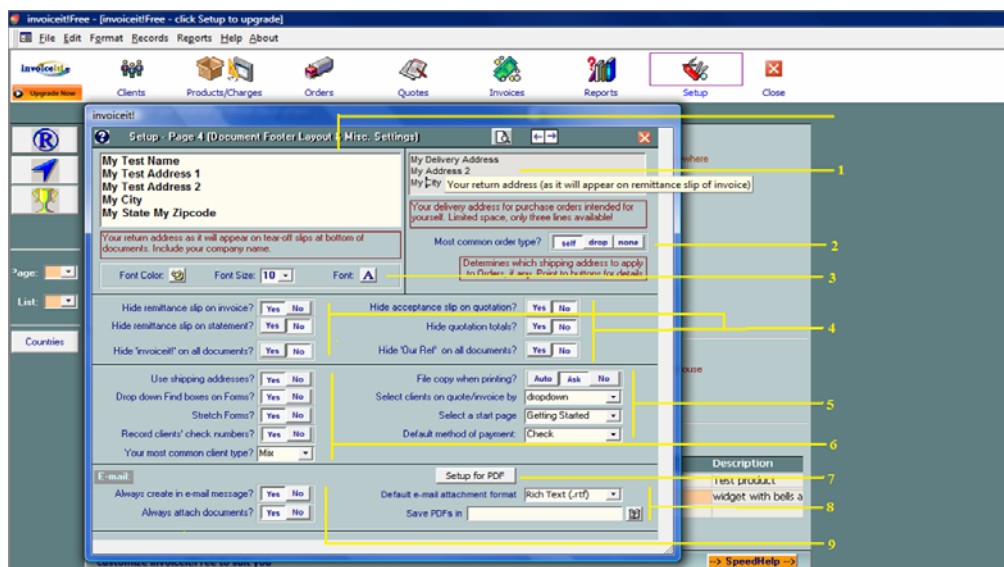 invoiceit!Free - [invoiceit!Free - click Setup to upgrade]
File Edit Format Records Reports Help About
invoiceit!
Upgrade Now
Clients Products/Charges Orders Quotes Invoices Reports Setup Close
invoiceit!
Setup - Page 4 (Document Footer Layout & Misc. Settings)
My Test Name
My Test Address 1
My Test Address 2
My City
My State My Zipcode
My Delivery Address
My Address 2
My City
Your return address (as it will appear on remittance slip of invoice)
1
Your delivery address for purchase orders intended for
yourself. Limited space, only three lines available!
Your return address as it will appear on tear-off slips at bottom of
documents. Include your company name.
Most common order type? self drop none
2
Determines which shipping address to apply
to Orders, if any. Point to buttons for details
Font Color: Font Size: 10 Font: A
3
Page:
List:
Countries
Hide remittance slip on invoice? Yes No
Hide acceptance slip on quotation? Yes No
Hide remittance slip on statement? Yes No
Hide quotation totals? Yes No
4
Hide 'invoiceit!' on all documents? Yes No
Hide 'Our Ref' on all documents? Yes No
Use shipping addresses? Yes No
File copy when printing? Auto Ask No
Drop down Find boxes on Forms? Yes No
Select clients on quote/invoice by dropdown
5
Stretch Forms? Yes No
Select a start page Getting Started
Record clients' check numbers? Yes No
Default method of payment: Check
6
Your most common client type? Mix
E-mail:
Setup for PDF
7
Always create in e-mail message? Yes No
Default e-mail attachment format Rich Text (.rtf)
Always attach documents? Yes No
Save PDFs in
8
9
Description
Test product
widget with bells a
customize invoiceit!Free to suit you
--> SpeedHelp -->